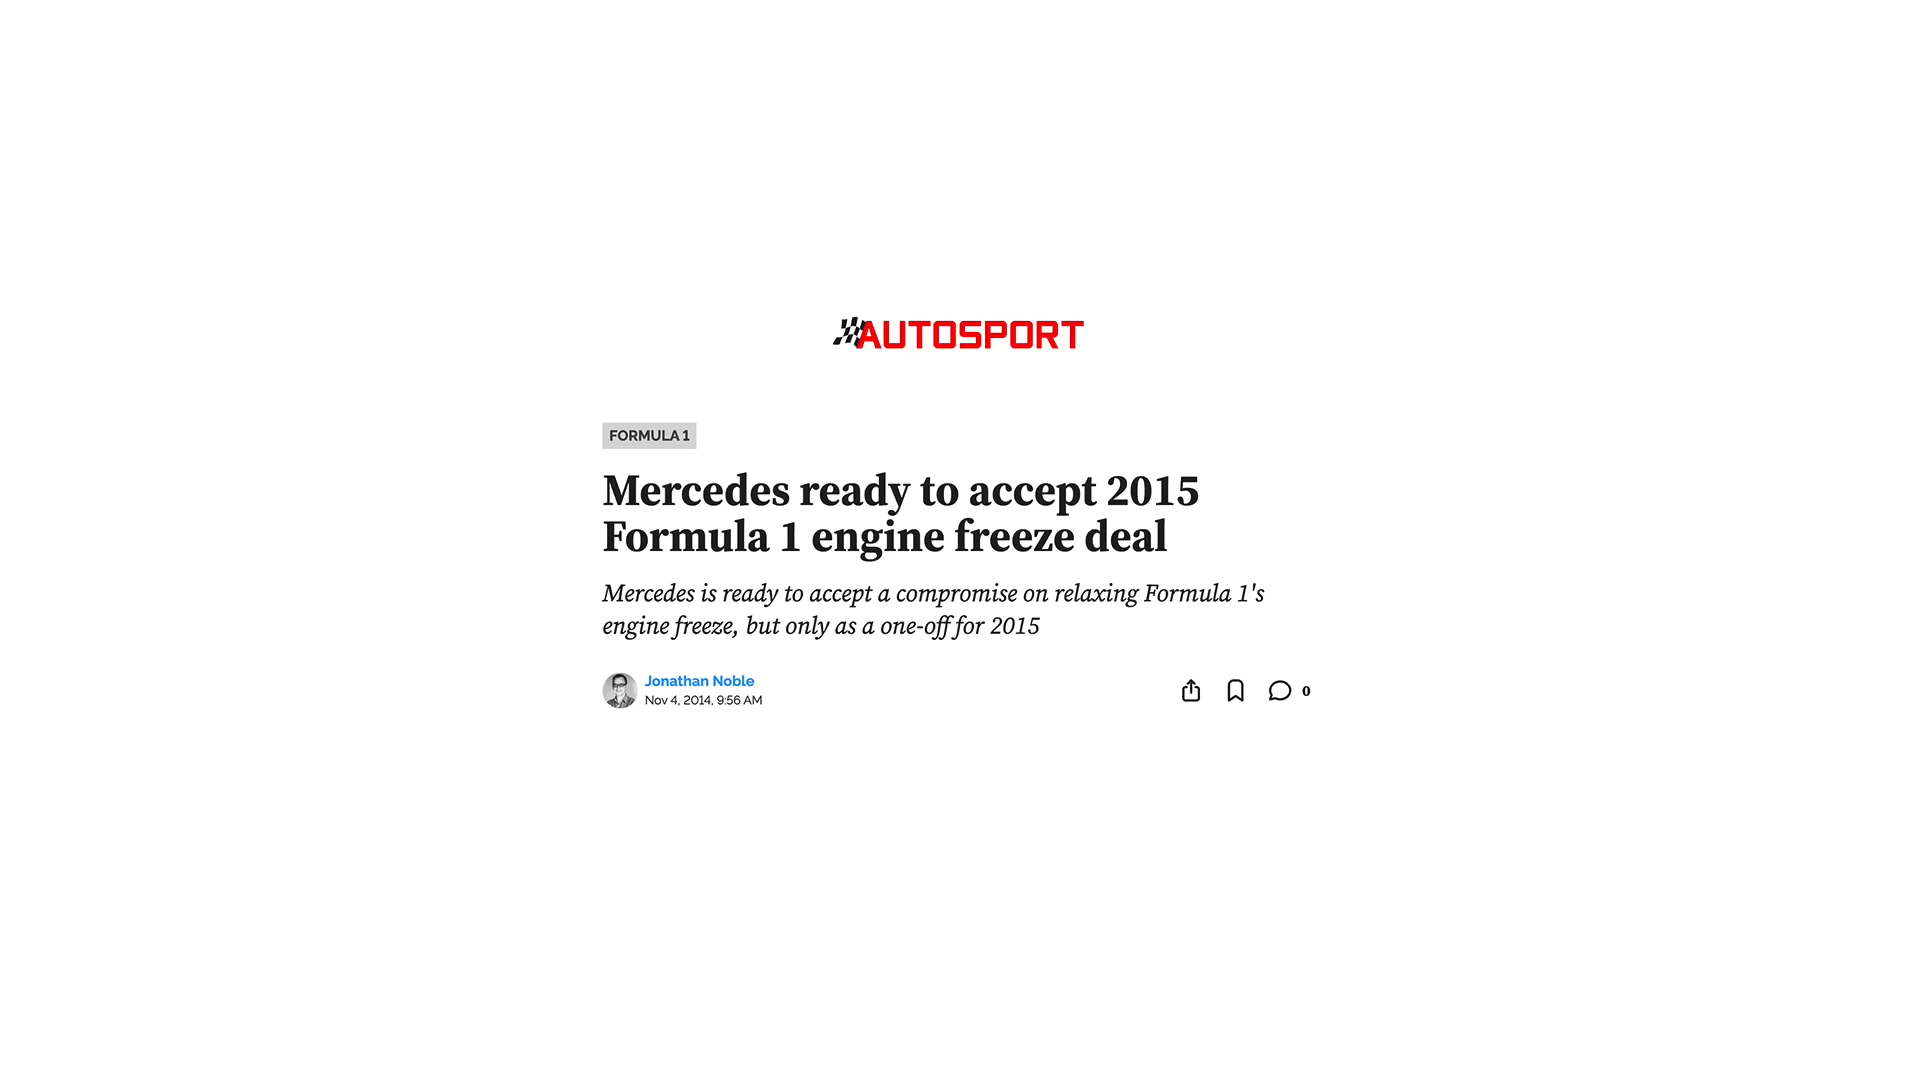 AUTOSPORT
FORMULA 1
Mercedes ready to accept 2015
Formula 1 engine freeze deal
Mercedes is ready to accept a compromise on relaxing Formula 1's
engine freeze, but only as a one-off for 2015
Jonathan Noble
Nov 4, 2014, 9:56 AM
0